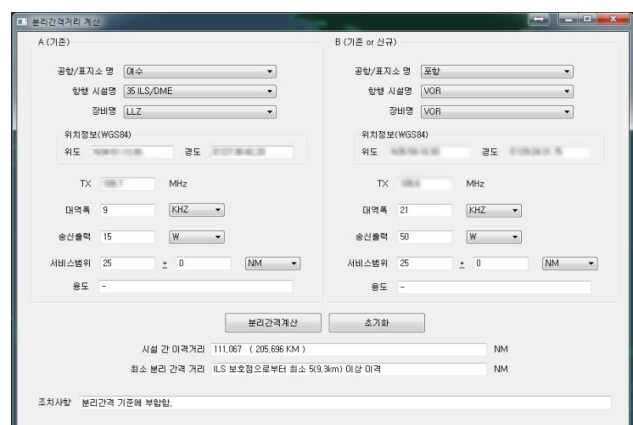 분리간격거리 계산
A (기존)
B (기존 or 신규)
공항/표지소 명 여수
공항/표지소 명 포항
항행 시설명 35 ILS/DME
항행 시설명 VOR
장비명 LLZ
장비명 VOR
위치정보(WGS84)
위치정보(WGS84)
위도 경도
위도 경도
TX MHz
TX MHz
대역폭 9 KHZ
대역폭 21 KHZ
송신출력 15 W
송신출력 50 W
서비스범위 25 ± 0 NM
서비스범위 25 ± 0 NM
용도 -
용도 -
분리간격계산 초기화
시설 간 이격거리 111,067 ( 205,696 KM ) NM
최소 분리 간격 거리 ILS 보호점으로부터 최소 5(9,3km) 이상 이격 NM
조치사항 분리간격 기준에 부합함.